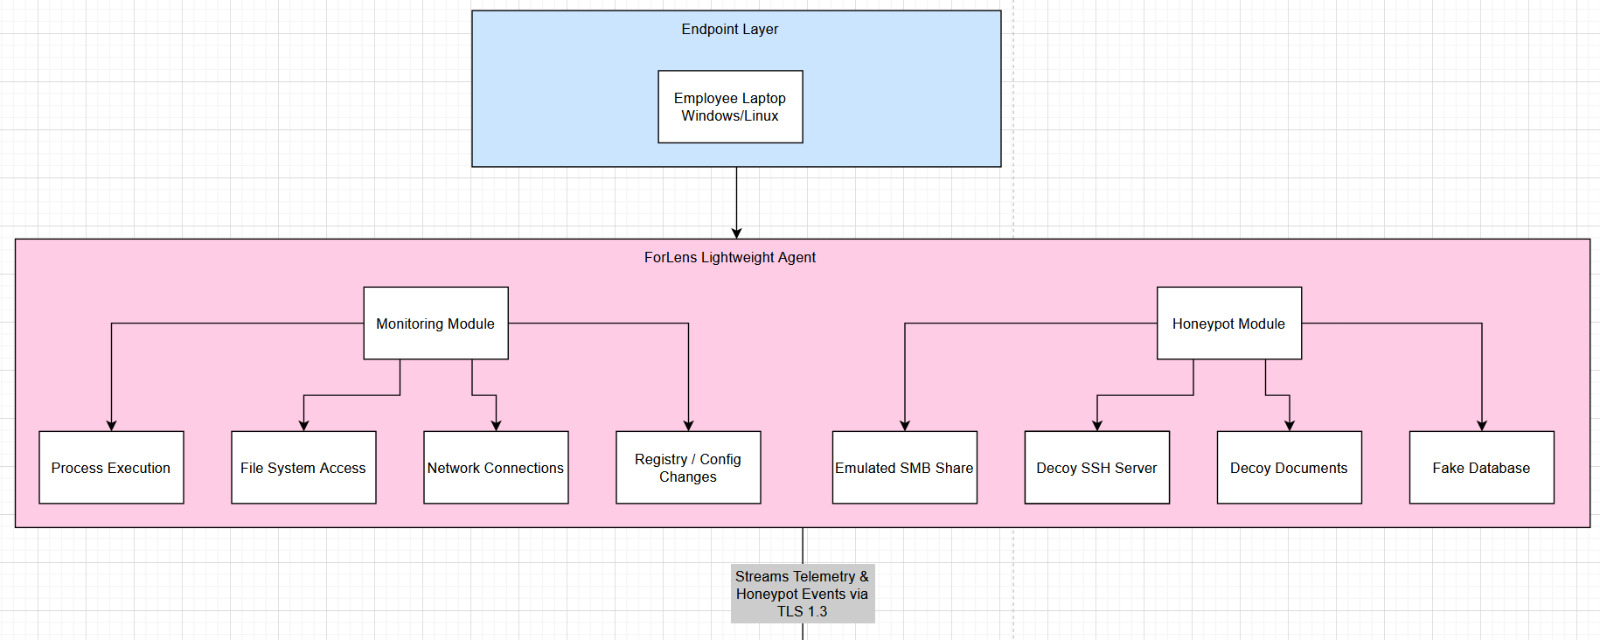 Endpoint Layer
Employee Laptop
Windows/Linux
ForLens Lightweight Agent
Monitoring Module
Honeypot Module
Process Execution
File System Access
Network Connections
Registry / Config
Changes
Emulated SMB Share
Decoy SSH Server
Decoy Documents
Fake Database
Streams Telemetry &
Honeypot Events via
TLS 1.3